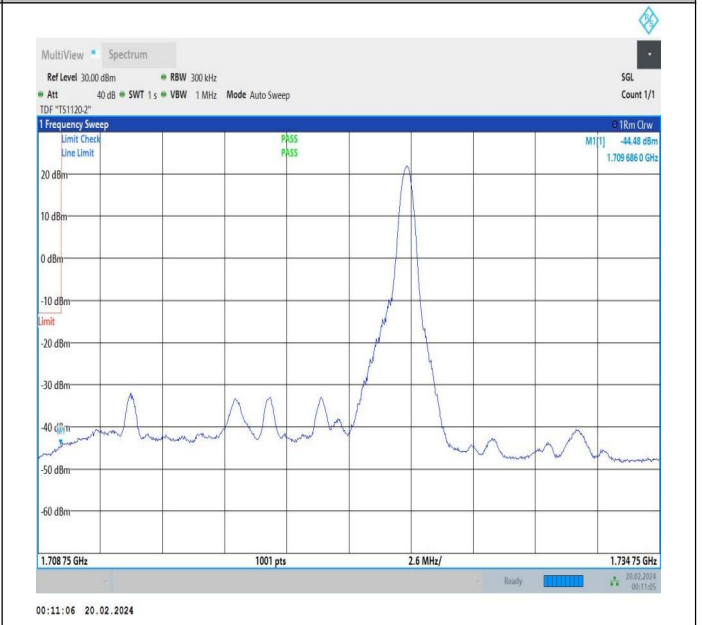 R S
MultiView Spectrum
Ref Level 30.00 dBm RBW 300 kHz SGL
Att 40 dB SWT 1 s VBW 1 MHz Mode Auto Sweep Count 1/1
TDF "TS1120-2"
1 Frequency Sweep 1Rm Clrw
Limit Check PASS M1[1] -44.48 dBm
Line Limit PASS 1.709 686 0 GHz
20 dBm
10 dBm
0 dBm
-10 dBm
Limit
-20 dBm
-30 dBm
-40 dBm
M1
-50 dBm
-60 dBm
1.708 75 GHz 1001 pts 2.6 MHz/ 1.734 75 GHz
Ready 20.02.2024
00:11:05
00:11:06 20.02.2024